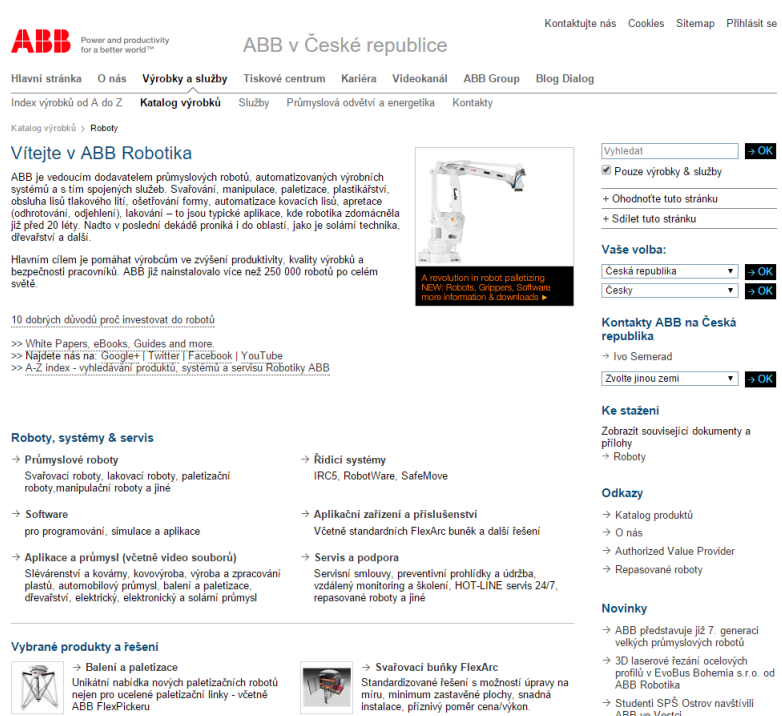 Kontaktujte nás Cookies Sitemap Přihlásit se
ABB
Power and productivity
for a better world™
ABB v České republice
Hlavní stránka O nás Výrobky a služby Tiskové centrum Kariéra Videokanál ABB Group Blog Dialog
Index výrobků od A do Z Katalog výrobků Služby Průmyslová odvětví a energetika Kontakty
Katalog výrobků > Roboty
Vítejte v ABB Robotika
ABB je vedoucím dodavatelem průmyslových robotů, automatizovaných výrobních
systémů a s tím spojených služeb. Svařování, manipulace, paletizace, plastikářství,
obsluha lisů tlakového lití, ošetřování formy, automatizace kovacích lisů, apretace
(odhrotování, odjehlení), lakování – to jsou typické aplikace, kde robotika zdomácněla
již před 20 léty. Nadto v poslední dekádě proniká i do oblastí, jako je solární technika,
dřevařství a další.
Hlavním cílem je pomáhat výrobcům ve zvýšení produktivity, kvality výrobků a
bezpečnosti pracovníků. ABB již nainstalovalo více než 250 000 robotů po celém
světě.
10 dobrých důvodů proč investovat do robotů
>> White Papers, eBooks, Guides and more.
>> Najdete nás na: Google+ | Twitter | Facebook | YouTube
>> A-Z index - vyhledávání produktů, systémů a servisu Robotiky ABB
A revolution in robot palletizing
NEW: Robots, Grippers, Software
more information & downloads ►
Vyhledat → OK
Pouze výrobky & služby
+ Ohodnoťte tuto stránku
+ Sdílet tuto stránku
Vaše volba:
Česká republika → OK
Česky → OK
Kontakty ABB na Česká
republika
→ Ivo Semerad
Zvolte jinou zemi → OK
Ke stažení
Zobrazit související dokumenty a
přílohy
→ Roboty
Odkazy
→ Katalog produktů
→ O nás
→ Authorized Value Provider
→ Repasované roboty
Novinky
→ ABB představuje již 7. generaci
velkých průmyslových robotů
→ 3D laserové řezání ocelových
profilů v EvoBus Bohemia s.r.o. od
ABB Robotika
→ Studenti SPŠ Ostrov navštívili
ABB ve Vestci
Roboty, systémy & servis
→ Průmyslové roboty
Svařovací roboty, lakovací roboty, paletizační
roboty,manipulační roboty a jiné
→ Řídicí systémy
IRC5, RobotWare, SafeMove
→ Software
pro programování, simulace a aplikace
→ Aplikační zařízení a příslušenství
Včetně standardních FlexArc buněk a další řešení
→ Aplikace a průmysl (včetně video souborů)
Slévárenství a kovárny, kovovýroba, výroba a zpracování
plastů, automobilový průmysl, balení a paletizace,
dřevařství, elektrický, elektronický a solární průmysl
→ Servis a podpora
Servisní smlouvy, preventivní prohlídky a údržba,
vzdálený monitoring a školení, HOT-LINE servis 24/7,
repasované roboty a jiné
Vybrané produkty a řešení
→ Balení a paletizace
Unikátní nabídka nových paletizačních robotů
nejen pro ucelené paletizační linky - včetně
ABB FlexPickeru
→ Svařovací buňky FlexArc
Standardizované řešení s možností úpravy na
míru, minimum zastavěné plochy, snadná
instalace, příznivý poměr cena/výkon.